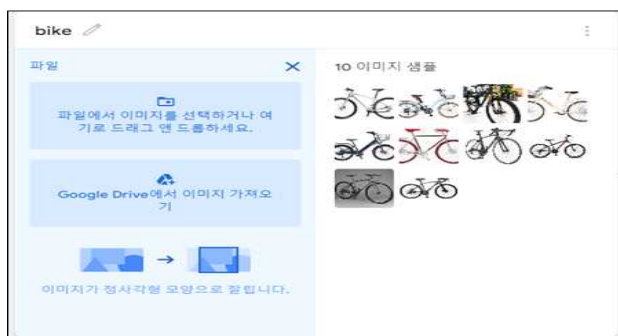 bike
파일
파일에서 이미지를 선택하거나 여
기로 드래그 앤 드롭하세요.
Google Drive에서 이미지 가져오
기
이미지가 정사각형 모양으로 잘립니다.
10 이미지 샘플